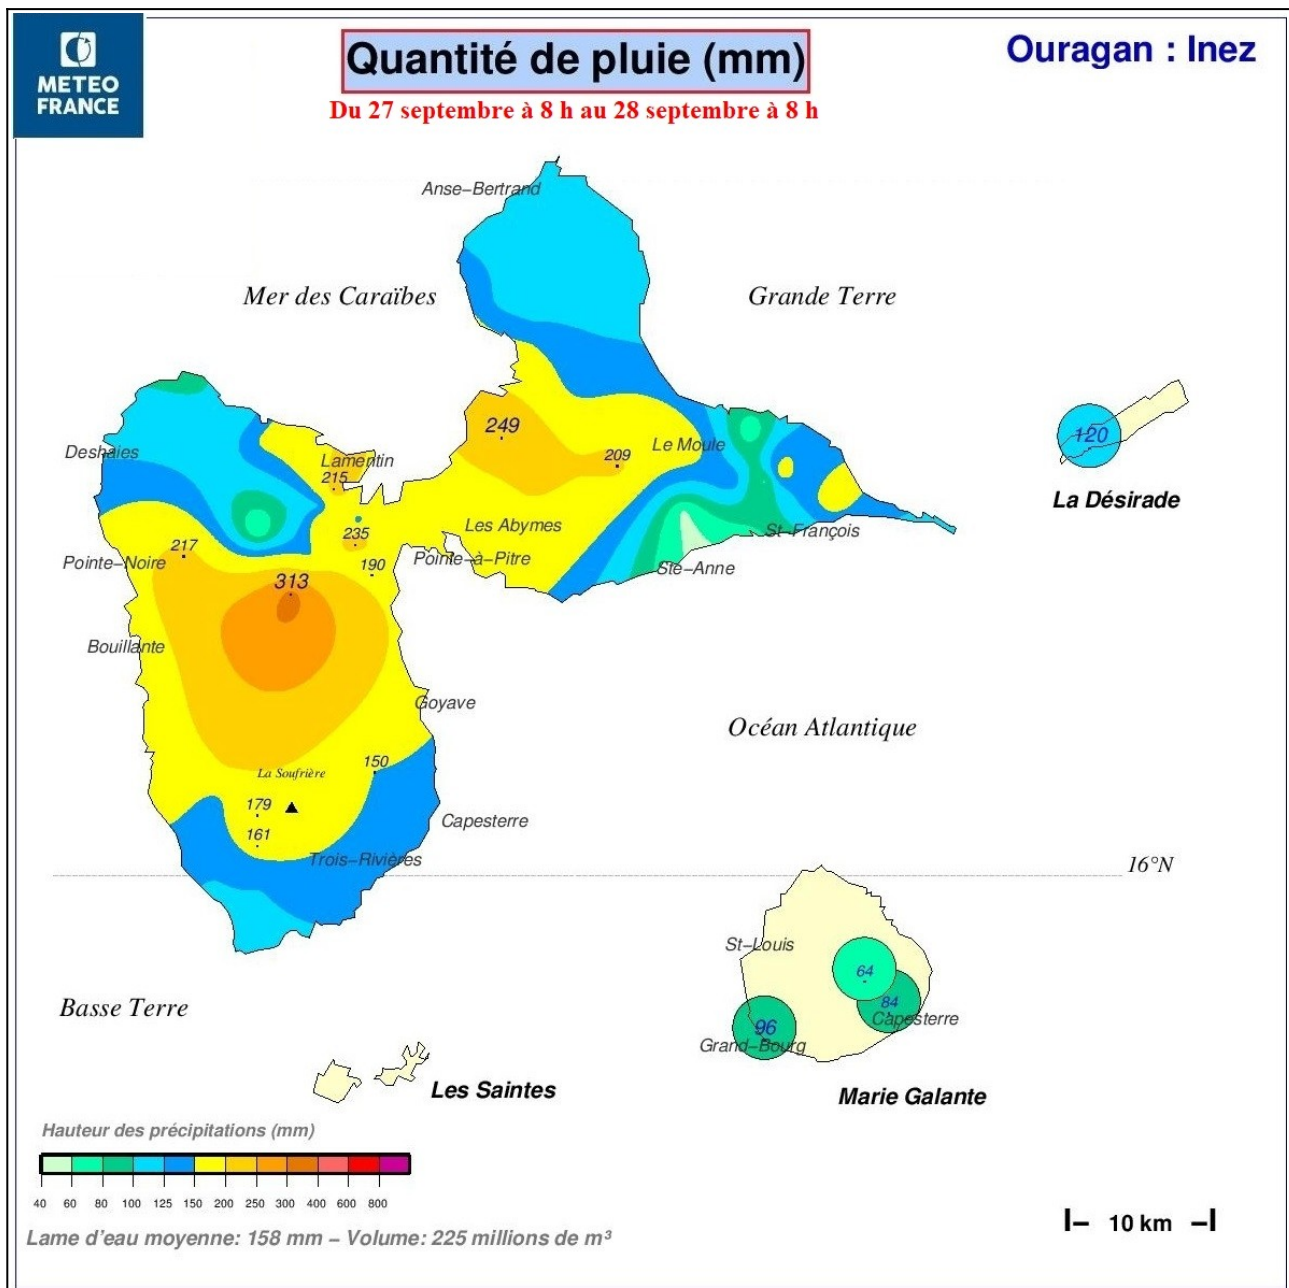 METEO
FRANCE
Quantité de pluie (mm)
Ouragan : Inez
Du 27 septembre à 8 h au 28 septembre à 8 h
Anse-Bertrand
Mer des Caraïbes
Grande Terre
249
Deshaies
Lamentin
215
209
Le Moule
120
La Désirade
217
235
Les Abymes
St-François
Pointe-Noire
190
Pointe-à-Pitre
Ste-Anne
313
Bouillante
Goyave
Océan Atlantique
150
La Soufrière
179
161
Capesterre
Trois-Rivières
16°N
St-Louis
64
84
96
Capesterre
Grand-Bourg
Basse Terre
Les Saintes
Marie Galante
Hauteur des précipitations (mm)
40 60 80 100 125 150 200 250 300 400 600 800
10 km
Lame d'eau moyenne: 158 mm – Volume: 225 millions de m³